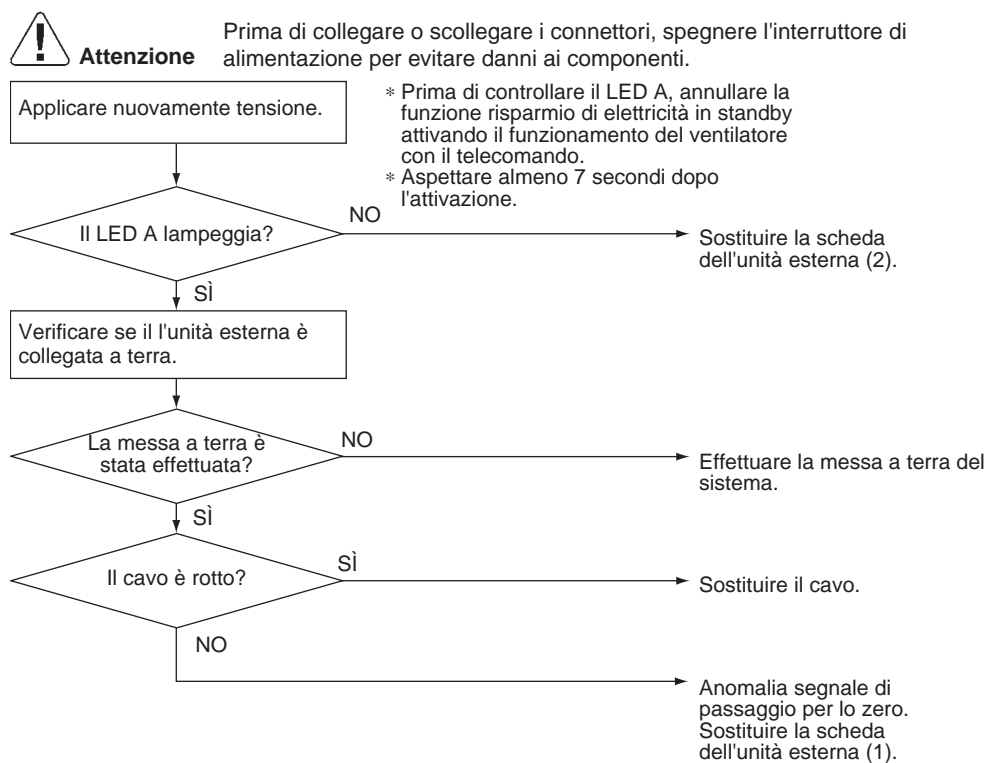 Attenzione
Prima di collegare o scollegare i connettori, spegnere l'interruttore di
alimentazione per evitare danni ai componenti.
Applicare nuovamente tensione.
* Prima di controllare il LED A, annullare la
funzione risparmio di elettricità in standby
attivando il funzionamento del ventilatore
con il telecomando.
* Aspettare almeno 7 secondi dopo
l'attivazione.
Il LED A lampeggia?
NO
Sostituire la scheda
dell'unità esterna (2).
SÌ
Verificare se il l'unità esterna è
collegata a terra.
La messa a terra è
stata effettuata?
NO
Effettuare la messa a terra del
sistema.
SÌ
Il cavo è rotto?
SÌ
Sostituire il cavo.
NO
Anomalia segnale di
passaggio per lo zero.
Sostituire la scheda
dell'unità esterna (1).